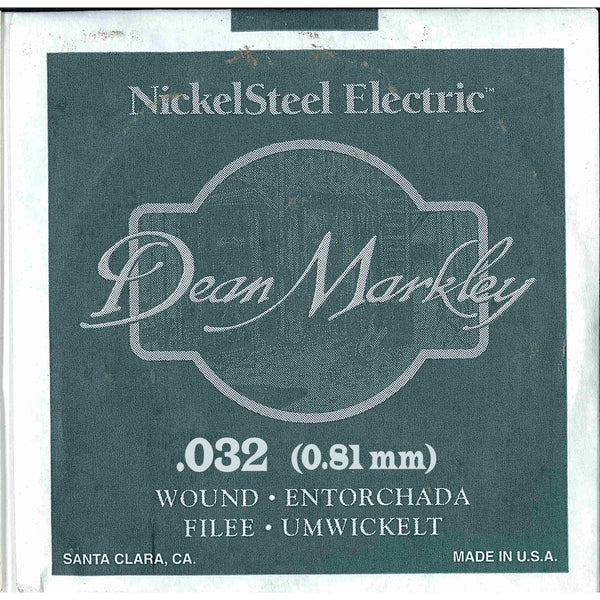 NickelSteel Electric™
Dean Markley
.032 (0.81 mm)
WOUND · ENTORCHADA
FILEE · UMWICKELT
SANTA CLARA, CA. MADE IN U.S.A.